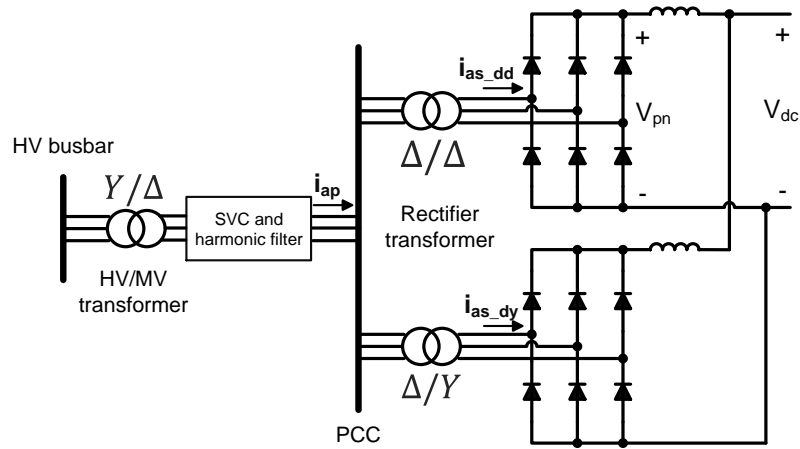 HV busbar
Y/Δ
HV/MV
transformer
SVC and
harmonic filter
i_ap
PCC
Δ/Δ
Rectifier
transformer
Δ/Y
i_as_dd
i_as_dy
+
V_pn
-
+
V_dc
-